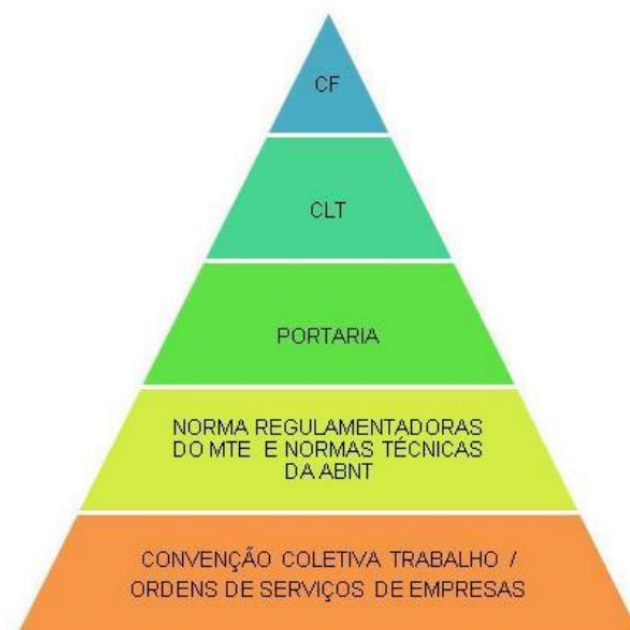 CF
CLT
PORTARIA
NORMA REGULAMENTADORAS
DO MTE E NORMAS TÉCNICAS
DA ABNT
CONVENÇÃO COLETIVA TRABALHO /
ORDENS DE SERVIÇOS DE EMPRESAS